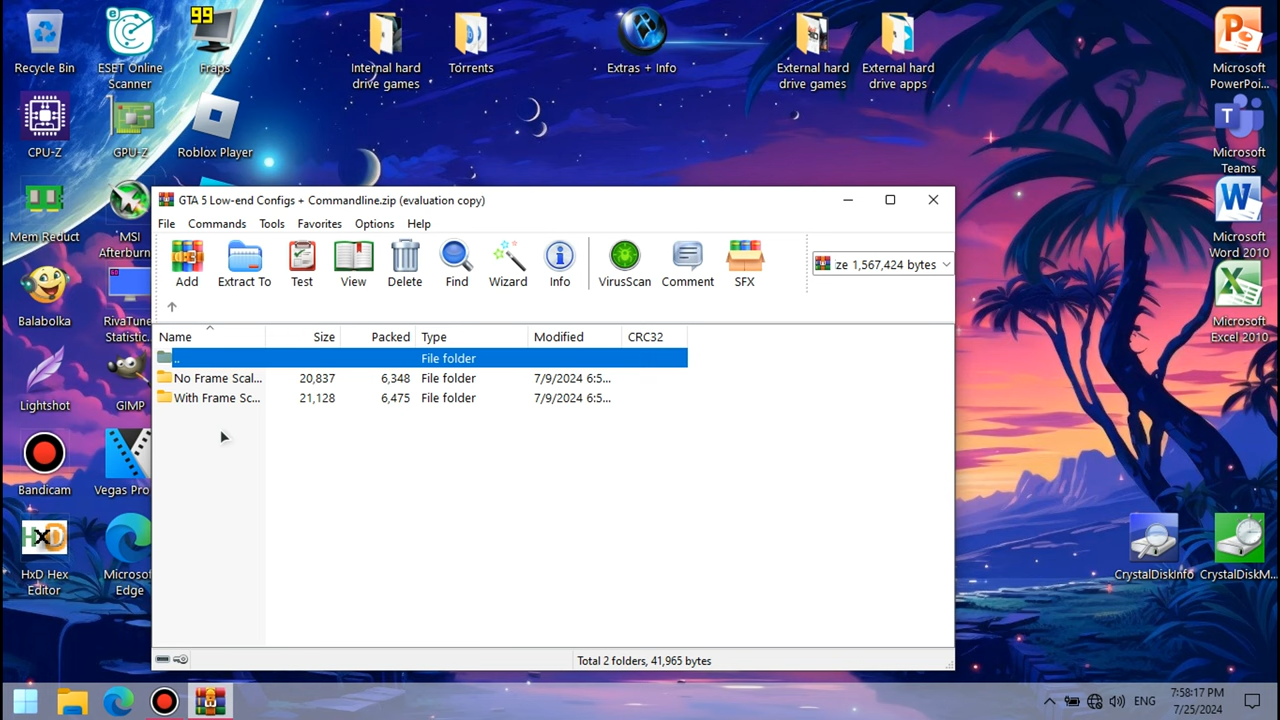 99
Recycle Bin
ESET Online
Scanner
Fraps
Internal hard
drive games
Torrents
Extras + Info
External hard
drive games
External hard
drive apps
Microsoft
PowerPoi...
CPU-Z
GPU-Z
Roblox Player
Microsoft
Teams
Mem Reduct
MSI
Afterburn
Microsoft
Word 2010
Balabolka
RivaTune
Statistic..
Microsoft
Excel 2010
Lightshot
GIMP
Bandicam
Vegas Pro
HxD
HxD Hex
Editor
Microsof
Edge
CrystalDiskInfo
CrystalDiskM...
GTA 5 Low-end Configs + Commandline.zip (evaluation copy)
File Commands Tools Favorites Options Help
Add Extract To Test View Delete Find Wizard Info VirusScan Comment SFX
ze 1,567,424 bytes
Name Size Packed Type Modified CRC32
.. File folder
No Frame Scal... 20,837 6,348 File folder 7/9/2024 6:5...
With Frame Sc... 21,128 6,475 File folder 7/9/2024 6:5...
Total 2 folders, 41,965 bytes
ENG
7:58:17 PM
7/25/2024